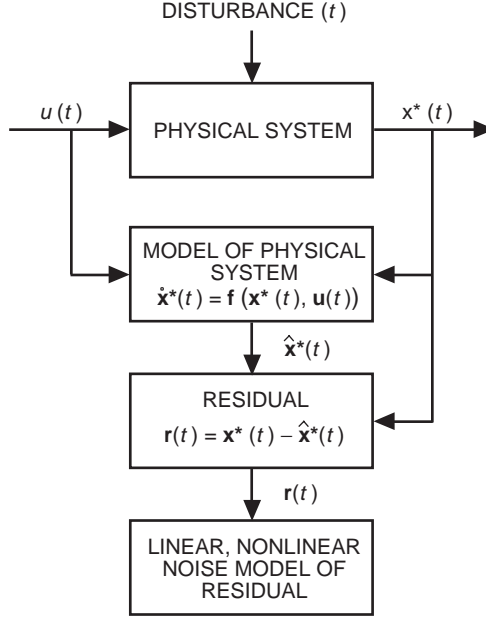 DISTURBANCE (t)
u(t)
x*(t)
PHYSICAL SYSTEM
MODEL OF PHYSICAL
SYSTEM
ẋ*(t) = f (x*(t), u(t))
x̂*(t)
RESIDUAL
r(t) = x*(t) – x̂*(t)
r(t)
LINEAR, NONLINEAR
NOISE MODEL OF
RESIDUAL